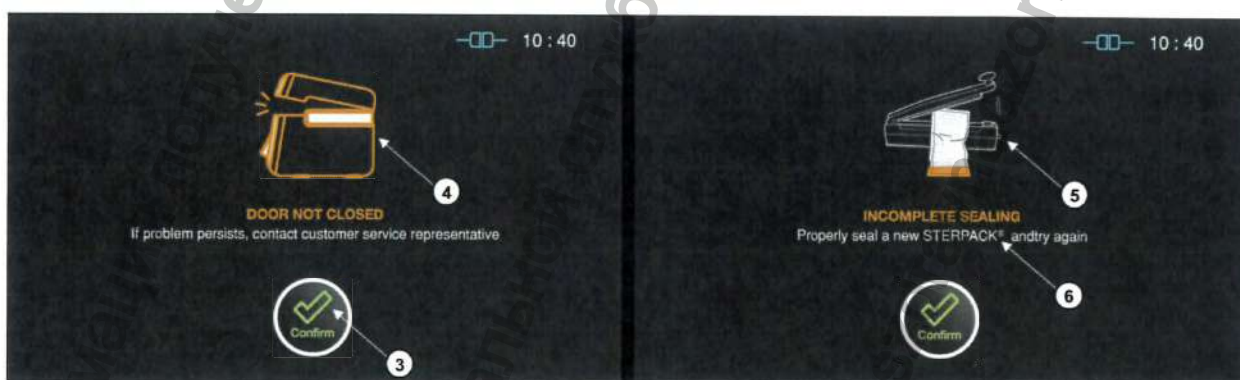 10 : 40
4
DOOR NOT CLOSED
If problem persists, contact customer service representative
Confirm
3
10 : 40
5
INCOMPLETE SEALING
Properly seal a new STERPACK® andtry again
6
Confirm